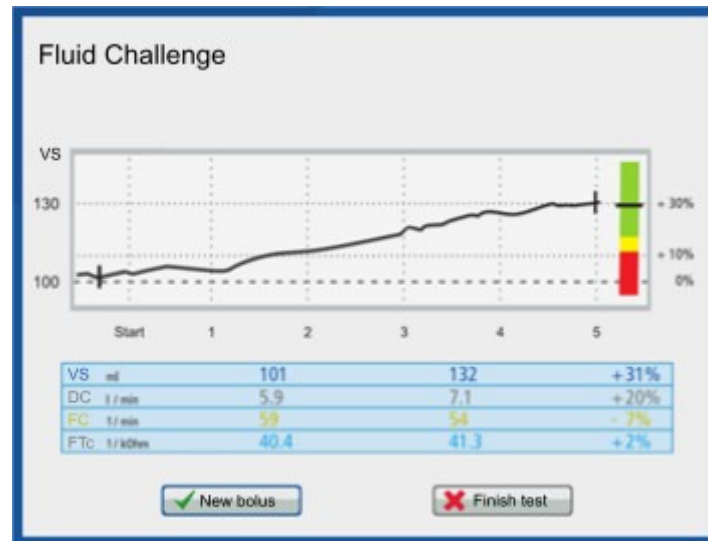 Fluid Challenge
VS
130
+ 30%
+ 10%
100
0%
Start 1 2 3 4 5
VS ml 101 132 +31%
DC l / min 5.9 7.1 +20%
FC 1/ min 59 54 - 7%
FTc 1/ kOhm 40.4 41.3 +2%
New bolus Finish test